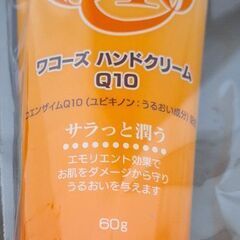 ワコーズ ハンドクリーム
Q10
コエンザイムQ10 (ユビキノン：うるおい成分) 配合
サラっと潤う
エモリエント効果で
お肌をダメージから守り
うるおいを与えます
60g